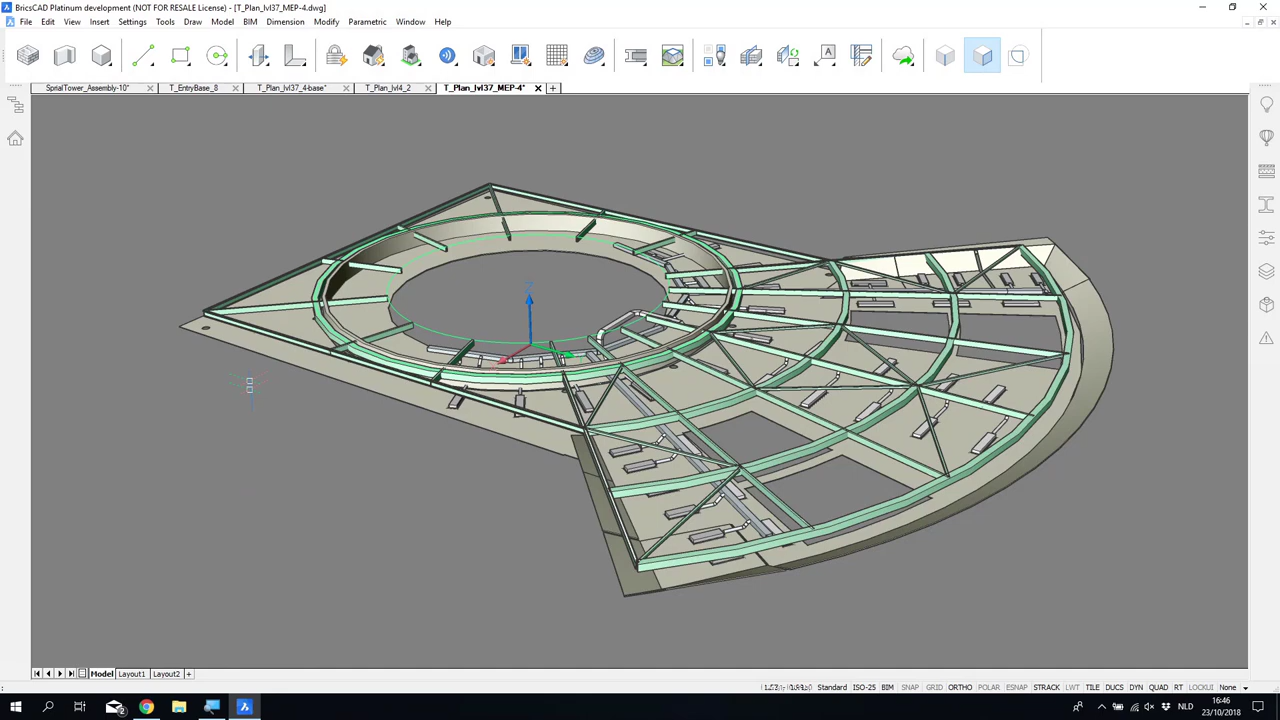 BricsCAD Platinum development (NOT FOR RESALE License) - [T_Plan_lvl37_MEP-4.dwg]
File Edit View Insert Settings Tools Draw Model BIM Dimension Modify Parametric Window Help
SprialTower_Assembly-10* T_EntryBase_8 T_Plan_lvl37_4-base* T_Plan_lvl4_2 T_Plan_lvl37_MEP-4*
Z
Model Layout1 Layout2
Standard ISO-25 BIM SNAP GRID ORTHO POLAR ESNAP STRACK LWT TILE DUCS DYN QUAD RT LOCKUI None
2 NLD 16:46
23/10/2018